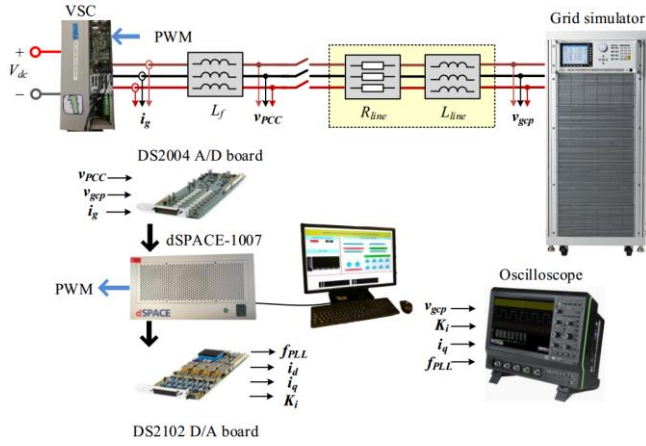 VSC
PWM
Grid simulator
+
V_dc
−
i_g
L_f
v_PCC
R_line
L_line
v_gcp
DS2004 A/D board
v_PCC
v_gcp
i_g
dSPACE-1007
PWM
dSPACE
Oscilloscope
v_gcp
K_i
i_q
f_PLL
f_PLL
i_d
i_q
K_i
DS2102 D/A board